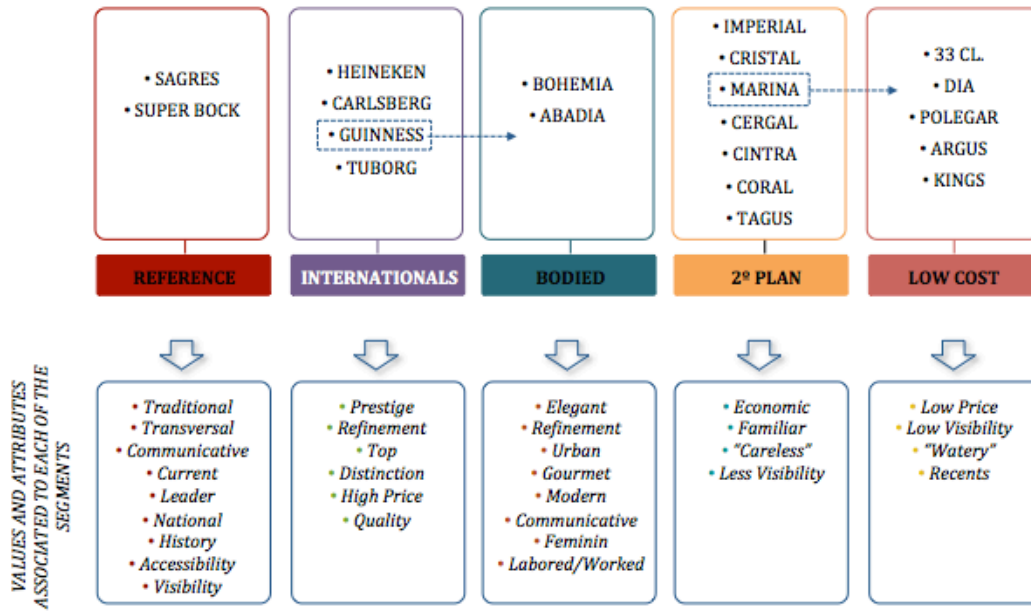 • SAGRES
• SUPER BOCK
• HEINEKEN
• CARLSBERG
• GUINNESS
• TUBORG
• BOHEMIA
• ABADIA
• IMPERIAL
• CRISTAL
• MARINA
• CERGAL
• CINTRA
• CORAL
• TAGUS
• 33 CL.
• DIA
• POLEGAR
• ARGUS
• KINGS
REFERENCE
INTERNATIONALS
BODIED
2º PLAN
LOW COST
VALUES AND ATTRIBUTES
ASSOCIATED TO EACH OF THE
SEGMENTS
• Traditional
• Transversal
• Communicative
• Current
• Leader
• National
• History
• Accessibility
• Visibility
• Prestige
• Refinement
• Top
• Distinction
• High Price
• Quality
• Elegant
• Refinement
• Urban
• Gourmet
• Modern
• Communicative
• Feminin
• Labored/Worked
• Economic
• Familiar
• "Careless"
• Less Visibility
• Low Price
• Low Visibility
• "Watery"
• Recents